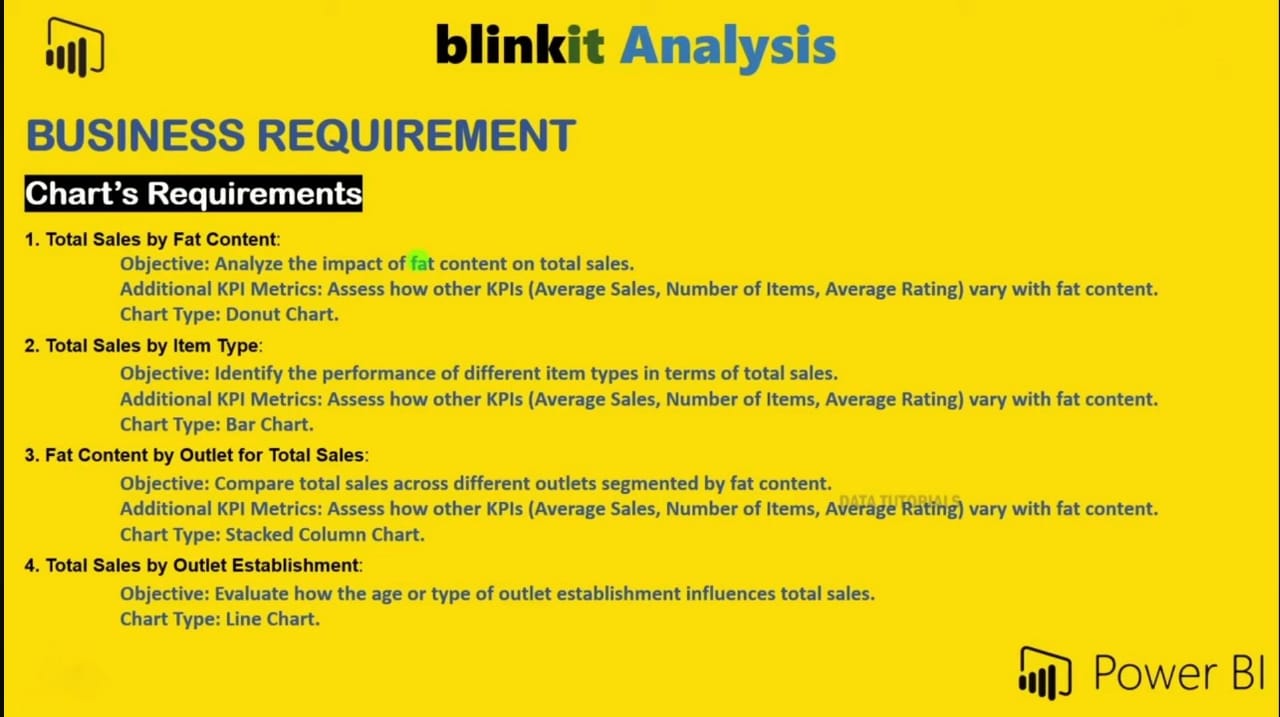 blinkit Analysis
BUSINESS REQUIREMENT
Chart's Requirements
1. Total Sales by Fat Content:
Objective: Analyze the impact of fat content on total sales.
Additional KPI Metrics: Assess how other KPIs (Average Sales, Number of Items, Average Rating) vary with fat content.
Chart Type: Donut Chart.
2. Total Sales by Item Type:
Objective: Identify the performance of different item types in terms of total sales.
Additional KPI Metrics: Assess how other KPIs (Average Sales, Number of Items, Average Rating) vary with fat content.
Chart Type: Bar Chart.
3. Fat Content by Outlet for Total Sales:
Objective: Compare total sales across different outlets segmented by fat content.
DATA TUTORIALS
Additional KPI Metrics: Assess how other KPIs (Average Sales, Number of Items, Average Rating) vary with fat content.
Chart Type: Stacked Column Chart.
4. Total Sales by Outlet Establishment:
Objective: Evaluate how the age or type of outlet establishment influences total sales.
Chart Type: Line Chart.
Power BI